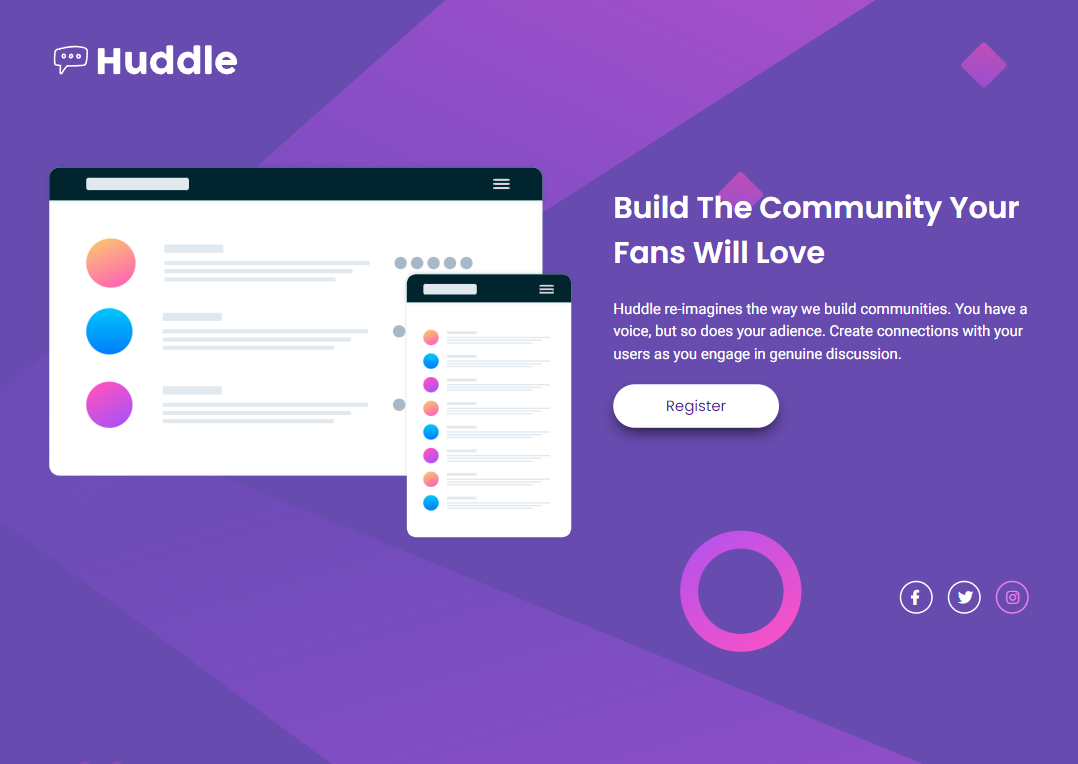 Huddle
Build The Community Your
Fans Will Love
Huddle re-imagines the way we build communities. You have a
voice, but so does your adience. Create connections with your
users as you engage in genuine discussion.
Register